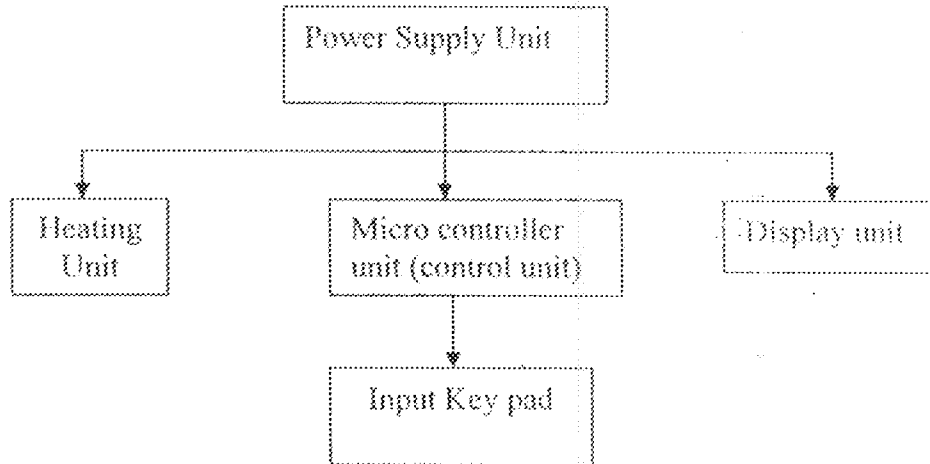 Power Supply Unit
Heating
Unit
Micro controller
unit (control unit)
Display unit
Input Key pad